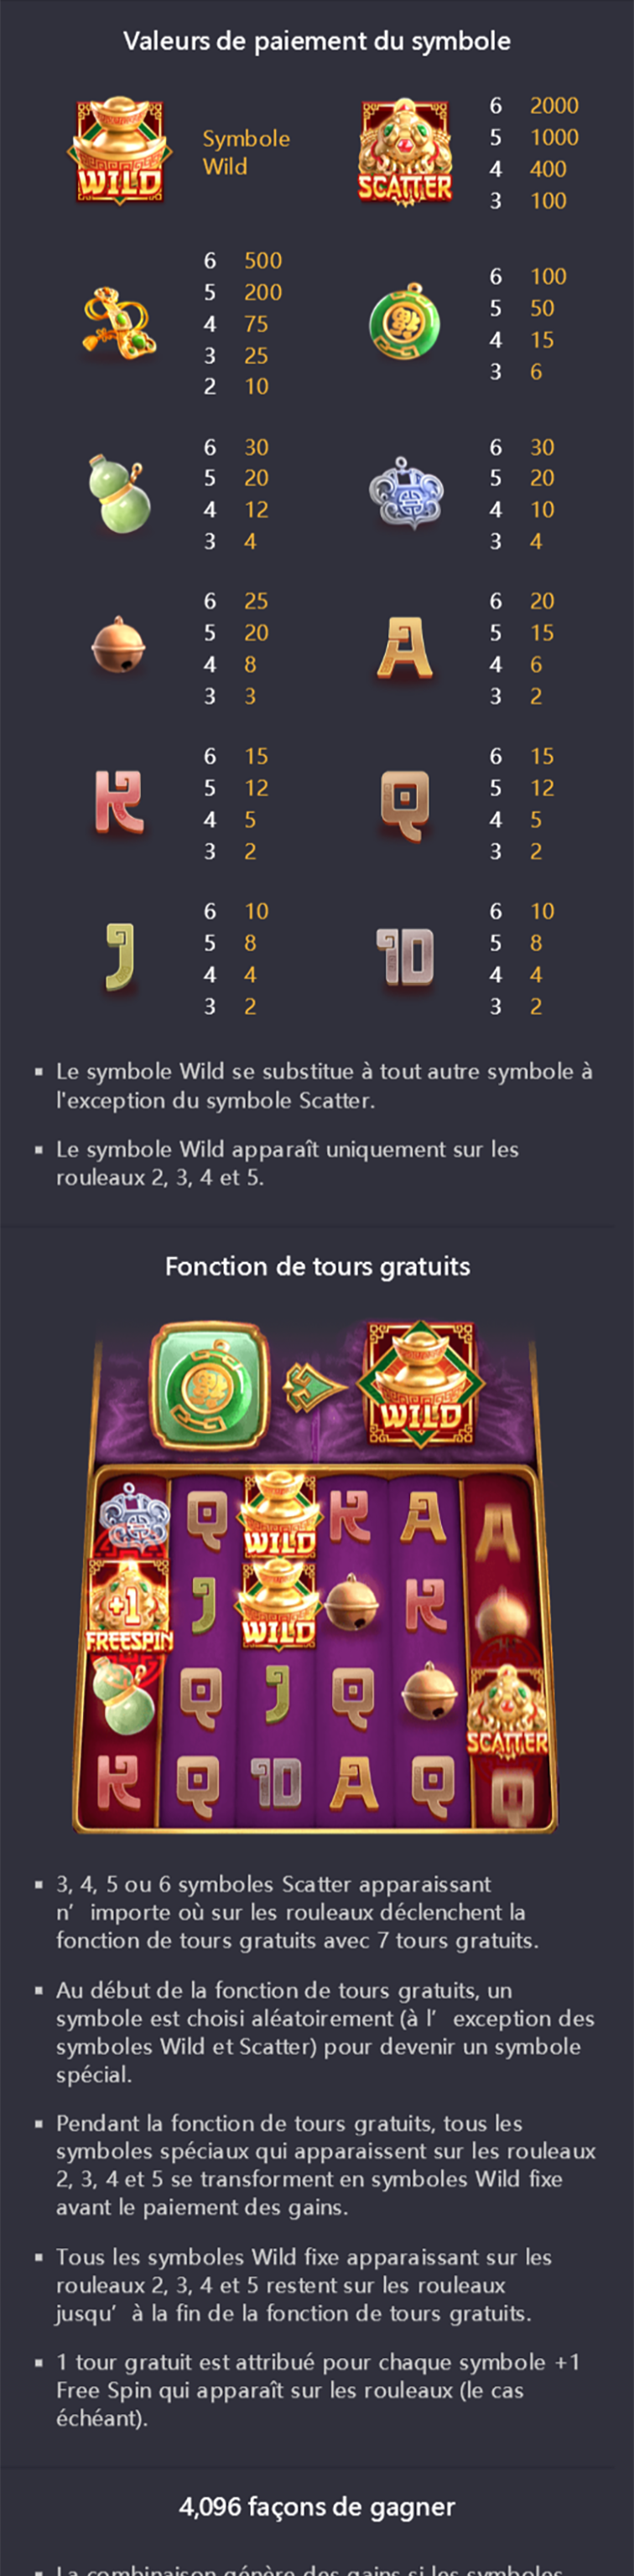 Valeurs de paiement du symbole
WILD
Symbole
Wild
SCATTER
6 2000
5 1000
4 400
3 100
6 500
5 200
4 75
3 25
2 10
6 100
5 50
4 15
3 6
6 30
5 20
4 12
3 4
6 30
5 20
4 10
3 4
6 25
5 20
4 8
3 3
A
6 20
5 15
4 6
3 2
K
6 15
5 12
4 5
3 2
Q
6 15
5 12
4 5
3 2
J
6 10
5 8
4 4
3 2
10
6 10
5 8
4 4
3 2
▪ Le symbole Wild se substitue à tout autre symbole à
l'exception du symbole Scatter.
▪ Le symbole Wild apparaît uniquement sur les
rouleaux 2, 3, 4 et 5.
Fonction de tours gratuits
WILD
Q WILD K A A
+1 FREESPIN J WILD K
Q J Q SCATTER
K Q 10 A Q Q
▪ 3, 4, 5 ou 6 symboles Scatter apparaissant
n’ importe où sur les rouleaux déclenchent la
fonction de tours gratuits avec 7 tours gratuits.
▪ Au début de la fonction de tours gratuits, un
symbole est choisi aléatoirement (à l’ exception des
symboles Wild et Scatter) pour devenir un symbole
spécial.
▪ Pendant la fonction de tours gratuits, tous les
symboles spéciaux qui apparaissent sur les rouleaux
2, 3, 4 et 5 se transforment en symboles Wild fixe
avant le paiement des gains.
▪ Tous les symboles Wild fixe apparaissant sur les
rouleaux 2, 3, 4 et 5 restent sur les rouleaux
jusqu’ à la fin de la fonction de tours gratuits.
▪ 1 tour gratuit est attribué pour chaque symbole +1
Free Spin qui apparaît sur les rouleaux (le cas
échéant).
4,096 façons de gagner
▪ La combinaison génère des gains si les symboles